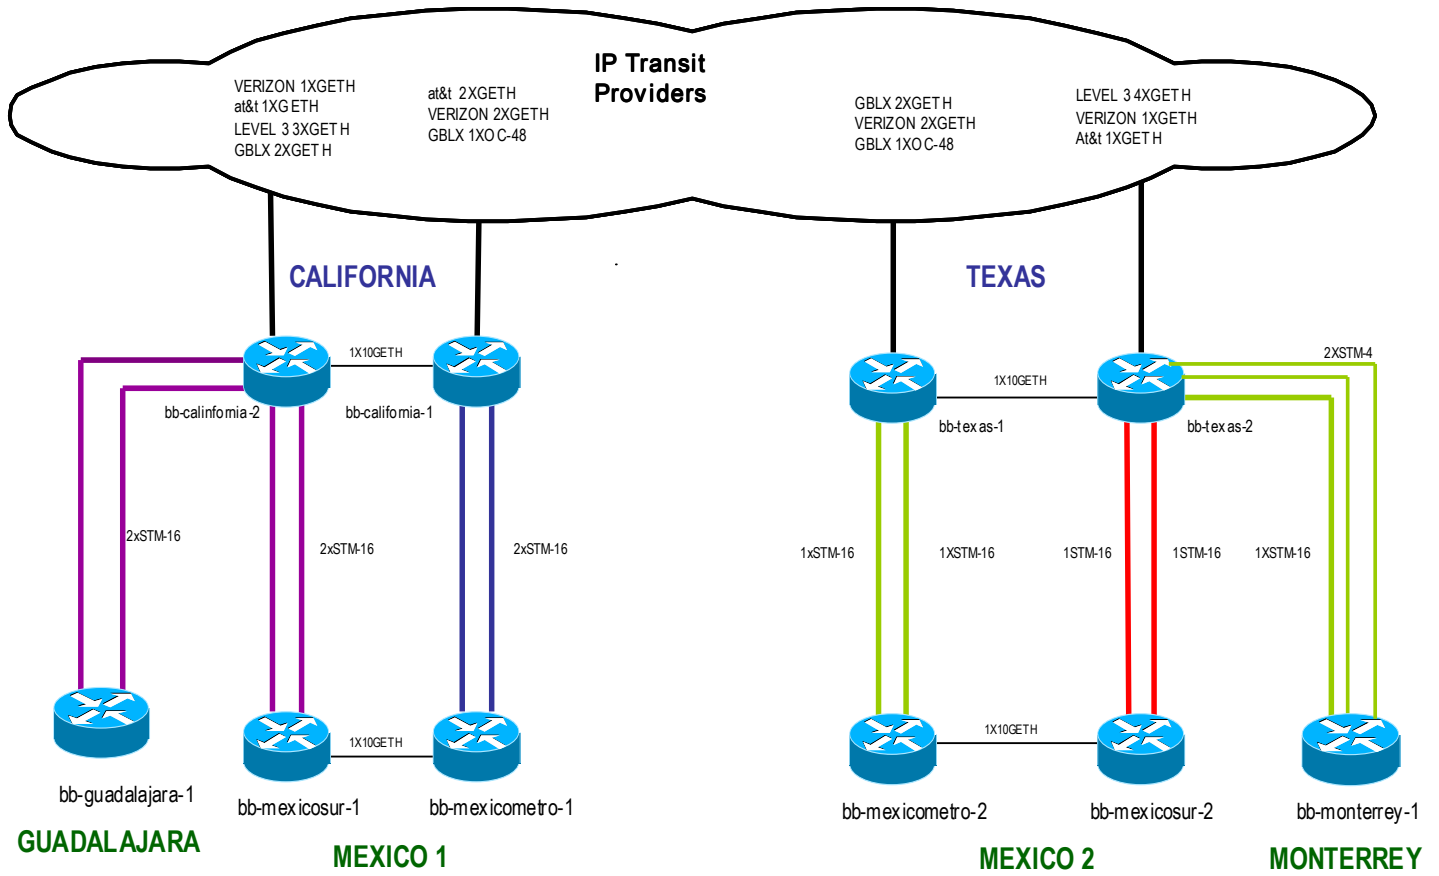 IP Transit
Providers
VERIZON 1XGETH
at&t 1XGETH
LEVEL 3 3XGETH
GBLX 2XGETH
at&t 2XGETH
VERIZON 2XGETH
GBLX 1XOC-48
GBLX 2XGETH
VERIZON 2XGETH
GBLX 1XOC-48
LEVEL 3 4XGETH
VERIZON 1XGETH
At&t 1XGETH
CALIFORNIA
TEXAS
1X10GETH
2XSTM-4
1X10GETH
bb-calinfornia-2
bb-california-1
bb-texas-1
bb-texas-2
2xSTM-16
2xSTM-16
2xSTM-16
1xSTM-16
1XSTM-16
1STM-16
1STM-16
1XSTM-16
1X10GETH
1X10GETH
bb-guadalajara-1
bb-mexicosur-1
bb-mexicometro-1
bb-mexicometro-2
bb-mexicosur-2
bb-monterrey-1
GUADALAJARA
MEXICO 1
MEXICO 2
MONTERREY